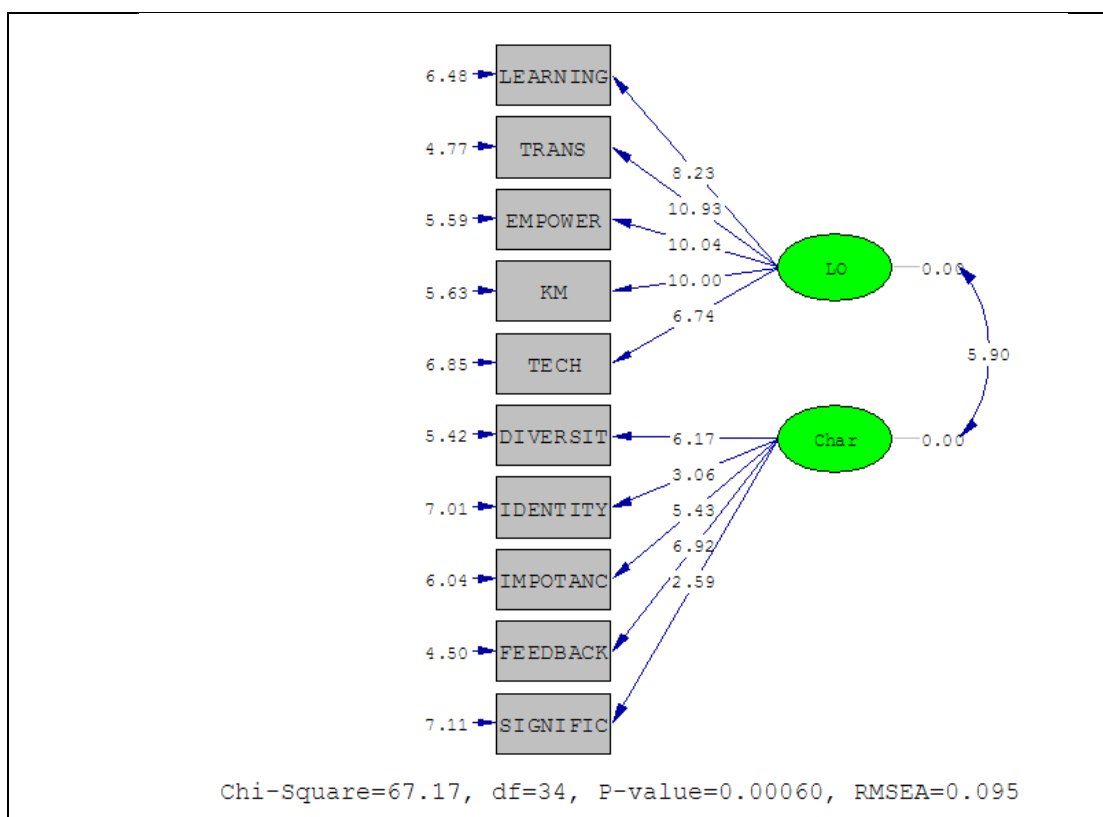 6.48 LEARNING
8.23
4.77 TRANS
10.93
5.59 EMPOWER
10.04
LO 0.00
5.63 KM
10.00
6.74
5.90
6.85 TECH
5.42 DIVERSIT
6.17
Char 0.00
3.06
7.01 IDENTITY
5.43
6.92
6.04 IMPOTANC
2.59
4.50 FEEDBACK
7.11 SIGNIFIC
Chi-Square=67.17, df=34, P-value=0.00060, RMSEA=0.095